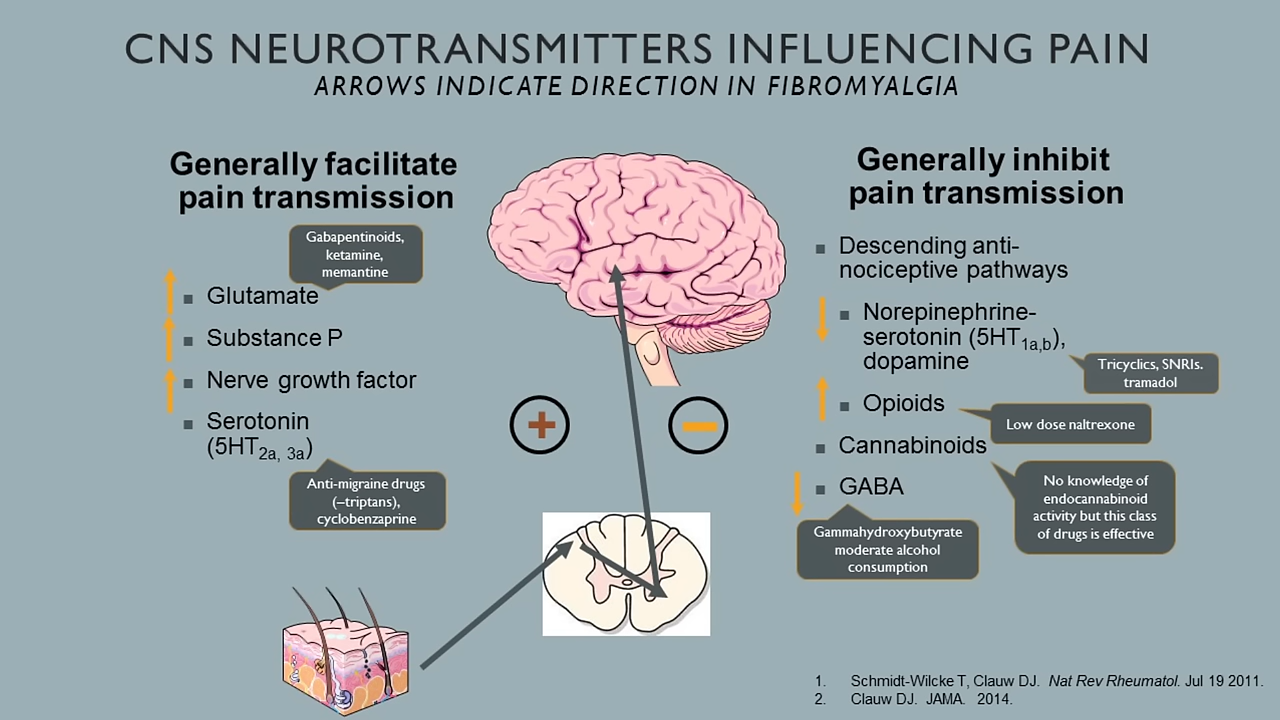 CNS NEUROTRANSMITTERS INFLUENCING PAIN
ARROWS INDICATE DIRECTION IN FIBROMYALGIA
Generally facilitate
pain transmission
Gabapentinoids,
ketamine,
memantine
▪ Glutamate
▪ Substance P
▪ Nerve growth factor
▪ Serotonin
(5HT2a, 3a)
Anti-migraine drugs
(–triptans),
cyclobenzaprine
+
−
Generally inhibit
pain transmission
▪ Descending anti-
nociceptive pathways
▪ Norepinephrine-
serotonin (5HT1a,b),
dopamine
Tricyclics, SNRIs.
tramadol
▪ Opioids
Low dose naltrexone
▪ Cannabinoids
No knowledge of
endocannabinoid
activity but this class
of drugs is effective
▪ GABA
Gammahydroxybutyrate
moderate alcohol
consumption
1. Schmidt-Wilcke T, Clauw DJ. Nat Rev Rheumatol. Jul 19 2011.
2. Clauw DJ. JAMA. 2014.